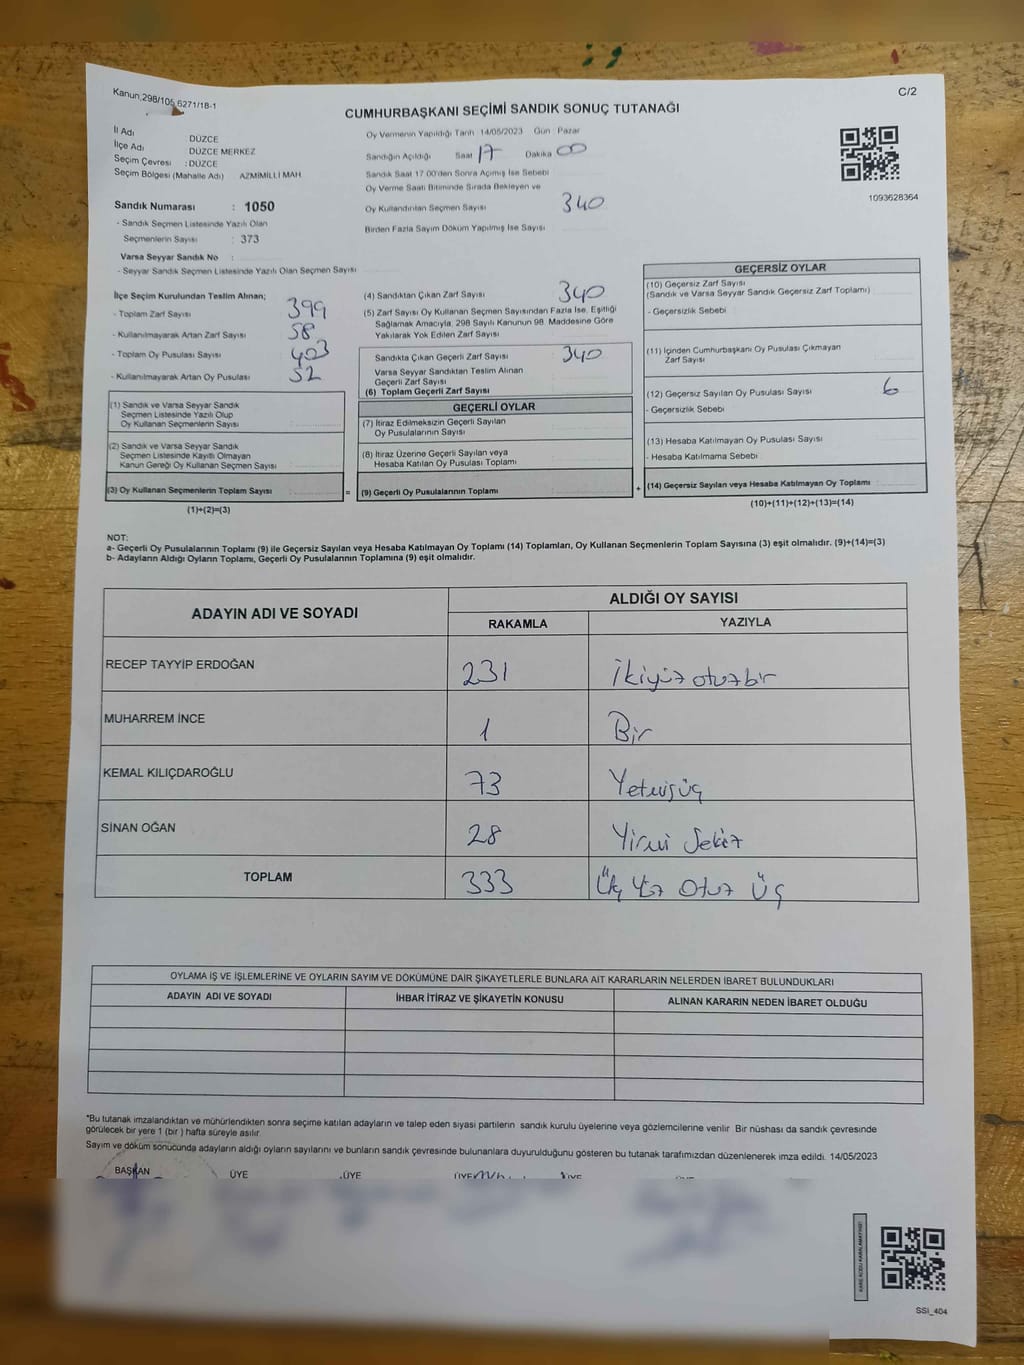 Kanun.298/105,6271/18-1
C/2
CUMHURBAŞKANI SEÇİMİ SANDIK SONUÇ TUTANAĞI
İl Adı DÜZCE
İlçe Adı DÜZCE MERKEZ
Seçim Çevresi : DÜZCE
Seçim Bölgesi (Mahalle Adı) AZMİMİLLİ MAH.
Oy Vermenin Yapıldığı Tarih 14/05/2023 Gün Pazar
Sandığın Açıldığı Saat 17 Dakika 00
Sandık Saat 17 00'den Sonra Açılmış İse Sebebi
Oy Verme Saati Bitiminde Sırada Bekleyen ve
Oy Kullandırılan Seçmen Sayısı 340
Birden Fazla Sayım Döküm Yapılmış İse Sayısı
1093628364
Sandık Numarası : 1050
- Sandık Seçmen Listesinde Yazılı Olan
Seçmenlerin Sayısı : 373
Varsa Seyyar Sandık No :
- Seyyar Sandık Seçmen Listesinde Yazılı Olan Seçmen Sayısı
İlçe Seçim Kurulundan Teslim Alınan;
- Toplam Zarf Sayısı 399
- Kullanılmayarak Artan Zarf Sayısı 58
- Toplam Oy Pusulası Sayısı 403
- Kullanılmayarak Artan Oy Pusulası 52
(1) Sandık ve Varsa Seyyar Sandık
Seçmen Listesinde Yazılı Olup
Oy Kullanan Seçmenlerin Sayısı
(2) Sandık ve Varsa Seyyar Sandık
Seçmen Listesinde Kayıtlı Olmayan
Kanun Gereği Oy Kullanan Seçmen Sayısı
(3) Oy Kullanan Seçmenlerin Toplam Sayısı
(1)+(2)=(3)
(4) Sandıktan Çıkan Zarf Sayısı 340
(5) Zarf Sayısı Oy Kullanan Seçmen Sayısından Fazla İse, Eşitliği
Sağlamak Amacıyla, 298 Sayılı Kanunun 98. Maddesine Göre
Yakılarak Yok Edilen Zarf Sayısı
Sandıkta Çıkan Geçerli Zarf Sayısı 340
Varsa Seyyar Sandıktan Teslim Alınan
Geçerli Zarf Sayısı
(6) Toplam Geçerli Zarf Sayısı
GEÇERLİ OYLAR
(7) İtiraz Edilmeksizin Geçerli Sayılan
Oy Pusulalarının Sayısı
(8) İtiraz Üzerine Geçerli Sayılan veya
Hesaba Katılan Oy Pusulası Toplamı
= (9) Geçerli Oy Pusulalarının Toplamı +
GEÇERSİZ OYLAR
(10) Geçersiz Zarf Sayısı
(Sandık ve Varsa Seyyar Sandık Geçersiz Zarf Toplamı)
- Geçersizlik Sebebi
(11) İçinden Cumhurbaşkanı Oy Pusulası Çıkmayan
Zarf Sayısı
(12) Geçersiz Sayılan Oy Pusulası Sayısı 6
- Geçersizlik Sebebi
(13) Hesaba Katılmayan Oy Pusulası Sayısı
- Hesaba Katılmama Sebebi
(14) Geçersiz Sayılan veya Hesaba Katılmayan Oy Toplamı
(10)+(11)+(12)+(13)=(14)
NOT:
a- Geçerli Oy Pusulalarının Toplamı (9) ile Geçersiz Sayılan veya Hesaba Katılmayan Oy Toplamı (14) Toplamları, Oy Kullanan Seçmenlerin Toplam Sayısına (3) eşit olmalıdır. (9)+(14)=(3)
b- Adayların Aldığı Oyların Toplamı, Geçerli Oy Pusulalarının Toplamına (9) eşit olmalıdır.
ADAYIN ADI VE SOYADI
ALDIĞI OY SAYISI
RAKAMLA YAZIYLA
RECEP TAYYİP ERDOĞAN 231 İkiyüz otuzbir
MUHARREM İNCE 1 Bir
KEMAL KILIÇDAROĞLU 73 Yetmişüç
SİNAN OĞAN 28 Yirmi Sekiz
TOPLAM 333 Üç Yüz Otuz Üç
OYLAMA İŞ VE İŞLEMLERİNE VE OYLARIN SAYIM VE DÖKÜMÜNE DAİR ŞİKAYETLERLE BUNLARA AİT KARARLARIN NELERDEN İBARET BULUNDUKLARI
ADAYIN ADI VE SOYADI İHBAR İTİRAZ VE ŞİKAYETİN KONUSU ALINAN KARARIN NEDEN İBARET OLDUĞU
*Bu tutanak imzalandıktan ve mühürlendikten sonra seçime katılan adayların ve talep eden siyasi partilerin sandık kurulu üyelerine veya gözlemcilerine verilir Bir nüshası da sandık çevresinde
görülecek bir yere 1 (bir ) hafta süreyle asılır.
Sayım ve döküm sonucunda adayların aldığı oyların sayılarını ve bunların sandık çevresinde bulunanlara duyurulduğunu gösteren bu tutanak tarafımızdan düzenlenerek imza edildi. 14/05/2023
BAŞKAN ÜYE ÜYE ÜYE ÜYE
KARE KODU KARALAMAYINIZ!
SSİ_404